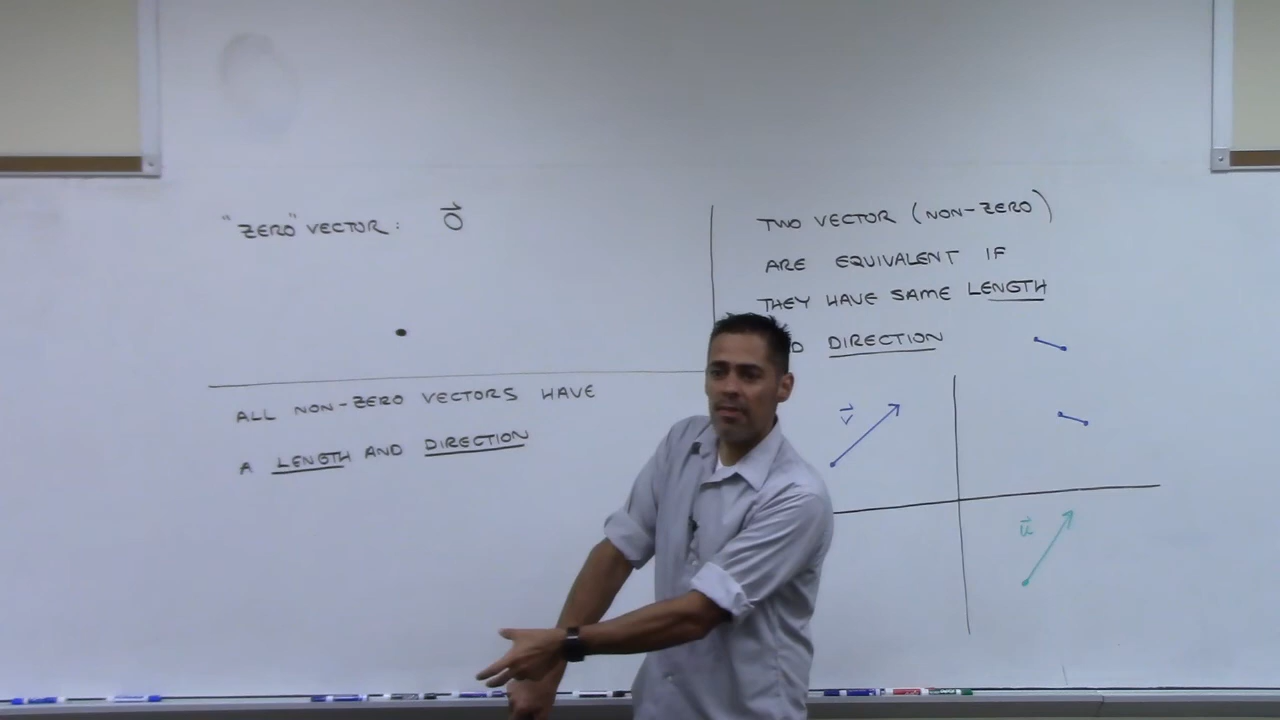 "ZERO" VECTOR: 0⃗
ALL NON-ZERO VECTORS HAVE
A LENGTH AND DIRECTION
TWO VECTOR (NON-ZERO)
ARE EQUIVALENT IF
THEY HAVE SAME LENGTH
DIRECTION
v⃗
u⃗